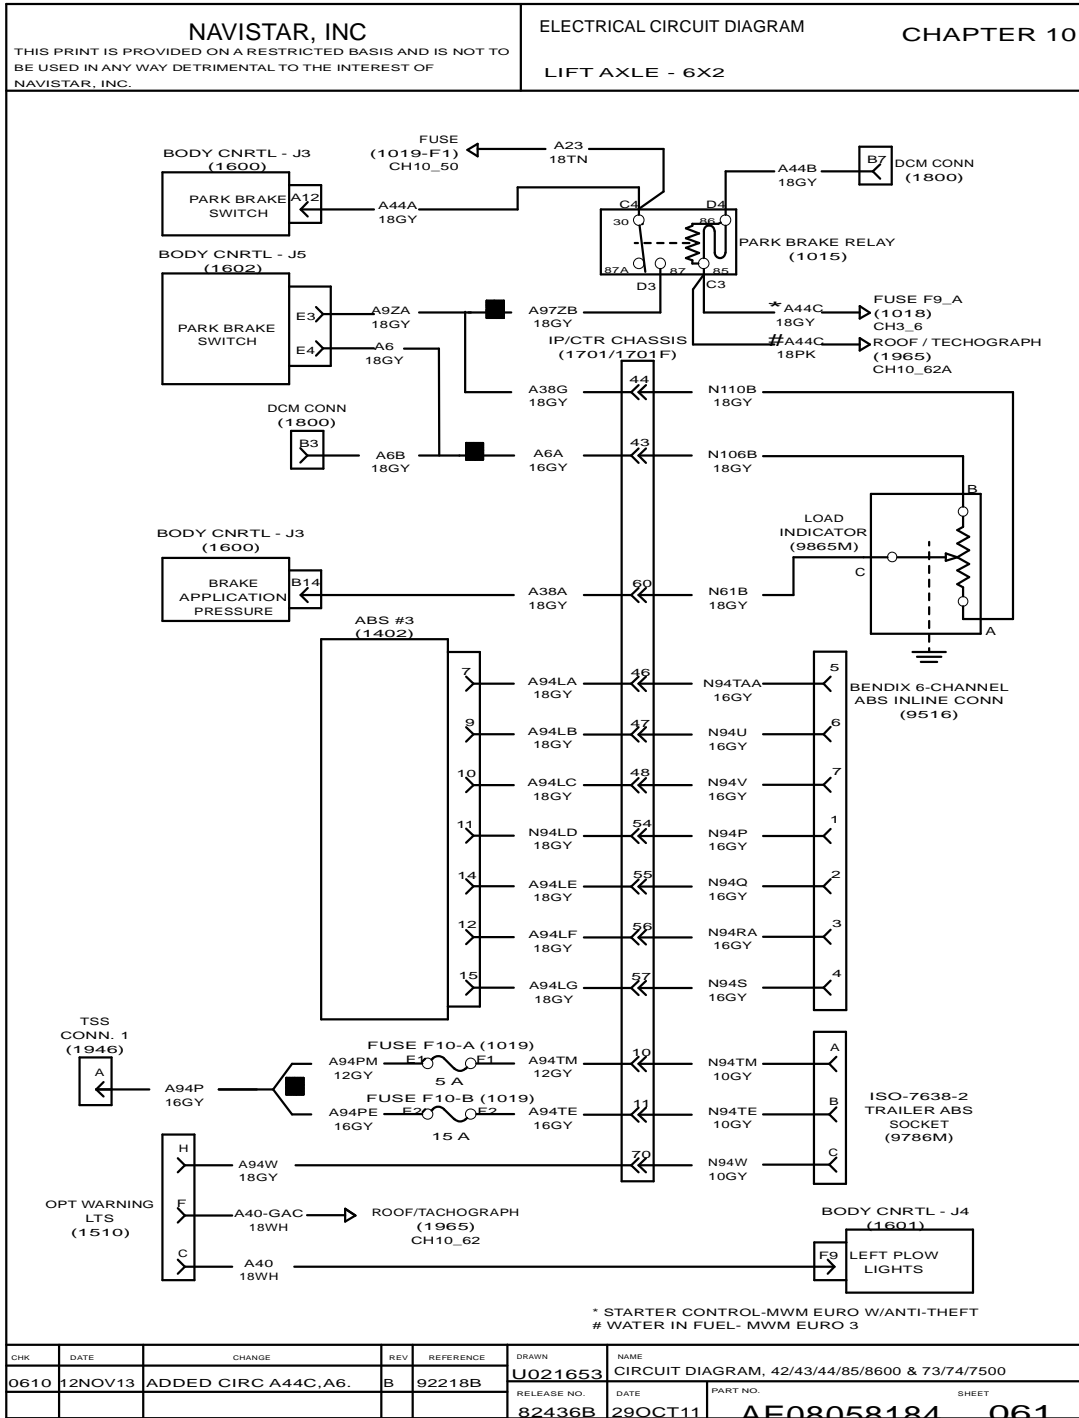 NAVISTAR, INC
THIS PRINT IS PROVIDED ON A RESTRICTED BASIS AND IS NOT TO
BE USED IN ANY WAY DETRIMENTAL TO THE INTEREST OF
NAVISTAR, INC.
ELECTRICAL CIRCUIT DIAGRAM
CHAPTER 10
LIFT AXLE - 6X2
BODY CNRTL - J3
(1600)
PARK BRAKE
SWITCH
A12
A44A
18GY
FUSE
(1019-F1)
CH10_50
A23
18TN
A44B
18GY
B7
DCM CONN
(1800)
C4
D4
30
86
87A
87
85
D3
C3
PARK BRAKE RELAY
(1015)
BODY CNRTL - J5
(1602)
PARK BRAKE
SWITCH
E3
E4
A9ZA
18GY
A6
18GY
A97ZB
18GY
* A44C
18GY
FUSE F9_A
(1018)
CH3_6
#A44C
18PK
ROOF / TECHOGRAPH
(1965)
CH10_62A
IP/CTR CHASSIS
(1701/1701F)
A38G
18GY
44
N110B
18GY
DCM CONN
(1800)
B3
A6B
18GY
A6A
16GY
43
N106B
18GY
B
LOAD
INDICATOR
(9865M)
C
A
BODY CNRTL - J3
(1600)
BRAKE
APPLICATION
PRESSURE
B14
A38A
18GY
60
N61B
18GY
ABS #3
(1402)
BENDIX 6-CHANNEL
ABS INLINE CONN
(9516)
7
A94LA
18GY
46
N94TAA
16GY
5
9
A94LB
18GY
47
N94U
16GY
6
10
A94LC
18GY
48
N94V
16GY
7
11
N94LD
18GY
54
N94P
16GY
1
14
A94LE
18GY
55
N94Q
16GY
2
12
A94LF
18GY
56
N94RA
16GY
3
15
A94LG
18GY
57
N94S
16GY
4
TSS
CONN. 1
(1946)
A
A94P
16GY
FUSE F10-A (1019)
A94PM
12GY
E1
F1
5 A
A94TM
12GY
10
N94TM
10GY
A
FUSE F10-B (1019)
A94PE
16GY
E2
F2
15 A
A94TE
16GY
11
N94TE
10GY
B
ISO-7638-2
TRAILER ABS
SOCKET
(9786M)
H
A94W
18GY
70
N94W
10GY
C
OPT WARNING
LTS
(1510)
F
A40-GAC
18WH
ROOF/TACHOGRAPH
(1965)
CH10_62
C
A40
18WH
BODY CNRTL - J4
(1601)
F9
LEFT PLOW
LIGHTS
* STARTER CONTROL-MWM EURO W/ANTI-THEFT
# WATER IN FUEL- MWM EURO 3
CHK DATE CHANGE REV REFERENCE
0610 12NOV13 ADDED CIRC A44C,A6. B 92218B
DRAWN
U021653
NAME
CIRCUIT DIAGRAM, 42/43/44/85/8600 & 73/74/7500
RELEASE NO.
82436B
DATE
29OCT11
PART NO.
AE08058184
SHEET
061